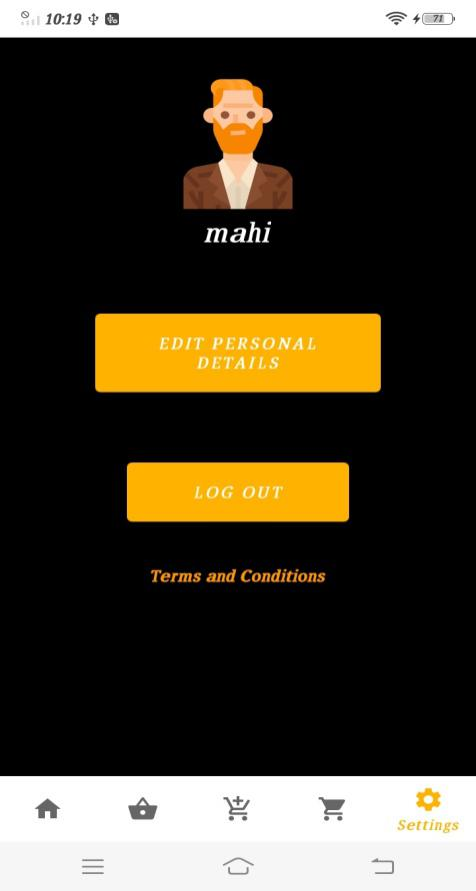 10:19
71
mahi
EDIT PERSONAL
DETAILS
LOG OUT
Terms and Conditions
Settings